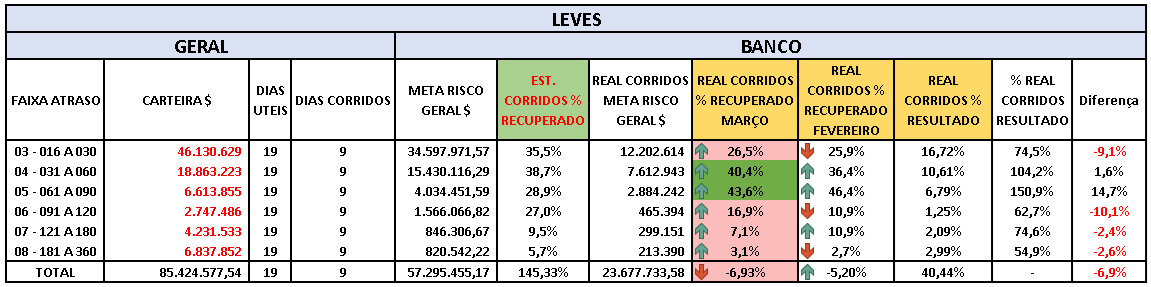 LEVES
GERAL BANCO
FAIXA ATRASO CARTEIRA $ DIAS UTEIS DIAS CORRIDOS META RISCO GERAL $ EST. CORRIDOS % RECUPERADO REAL CORRIDOS META RISCO GERAL $ REAL CORRIDOS % RECUPERADO MARÇO REAL CORRIDOS % RECUPERADO FEVEREIRO REAL CORRIDOS % RESULTADO % REAL CORRIDOS RESULTADO Diferença
03 - 016 A 030 46.130.629 19 9 34.597.971,57 35,5% 12.202.614 26,5% 25,9% 16,72% 74,5% -9,1%
04 - 031 A 060 18.863.223 19 9 15.430.116,29 38,7% 7.612.943 40,4% 36,4% 10,61% 104,2% 1,6%
05 - 061 A 090 6.613.855 19 9 4.034.451,59 28,9% 2.884.242 43,6% 46,4% 6,79% 150,9% 14,7%
06 - 091 A 120 2.747.486 19 9 1.566.066,82 27,0% 465.394 16,9% 10,9% 1,25% 62,7% -10,1%
07 - 121 A 180 4.231.533 19 9 846.306,67 9,5% 299.151 7,1% 10,9% 2,09% 74,6% -2,4%
08 - 181 A 360 6.837.852 19 9 820.542,22 5,7% 213.390 3,1% 2,7% 2,99% 54,9% -2,6%
TOTAL 85.424.577,54 19 9 57.295.455,17 145,33% 23.677.733,58 -6,93% -5,20% 40,44% - -6,9%